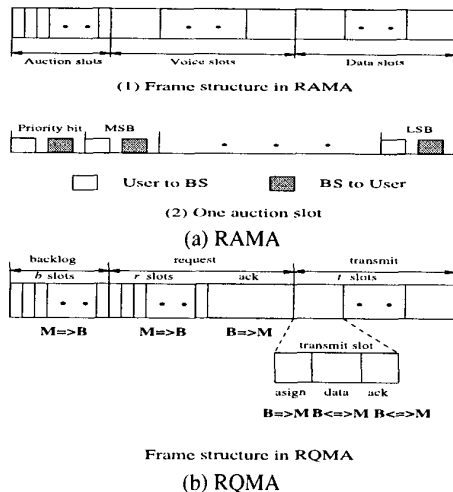 Auction slots Voice slots Data slots
(1) Frame structure in RAMA
Priority bit MSB LSB
User to BS BS to User
(2) One auction slot
(a) RAMA
backlog request transmit
b slots r slots ack t slots
M=>B M=>B B=>M
transmit slot
asign data ack
B=>M B<=>M B<=>M
Frame structure in RQMA
(b) RQMA